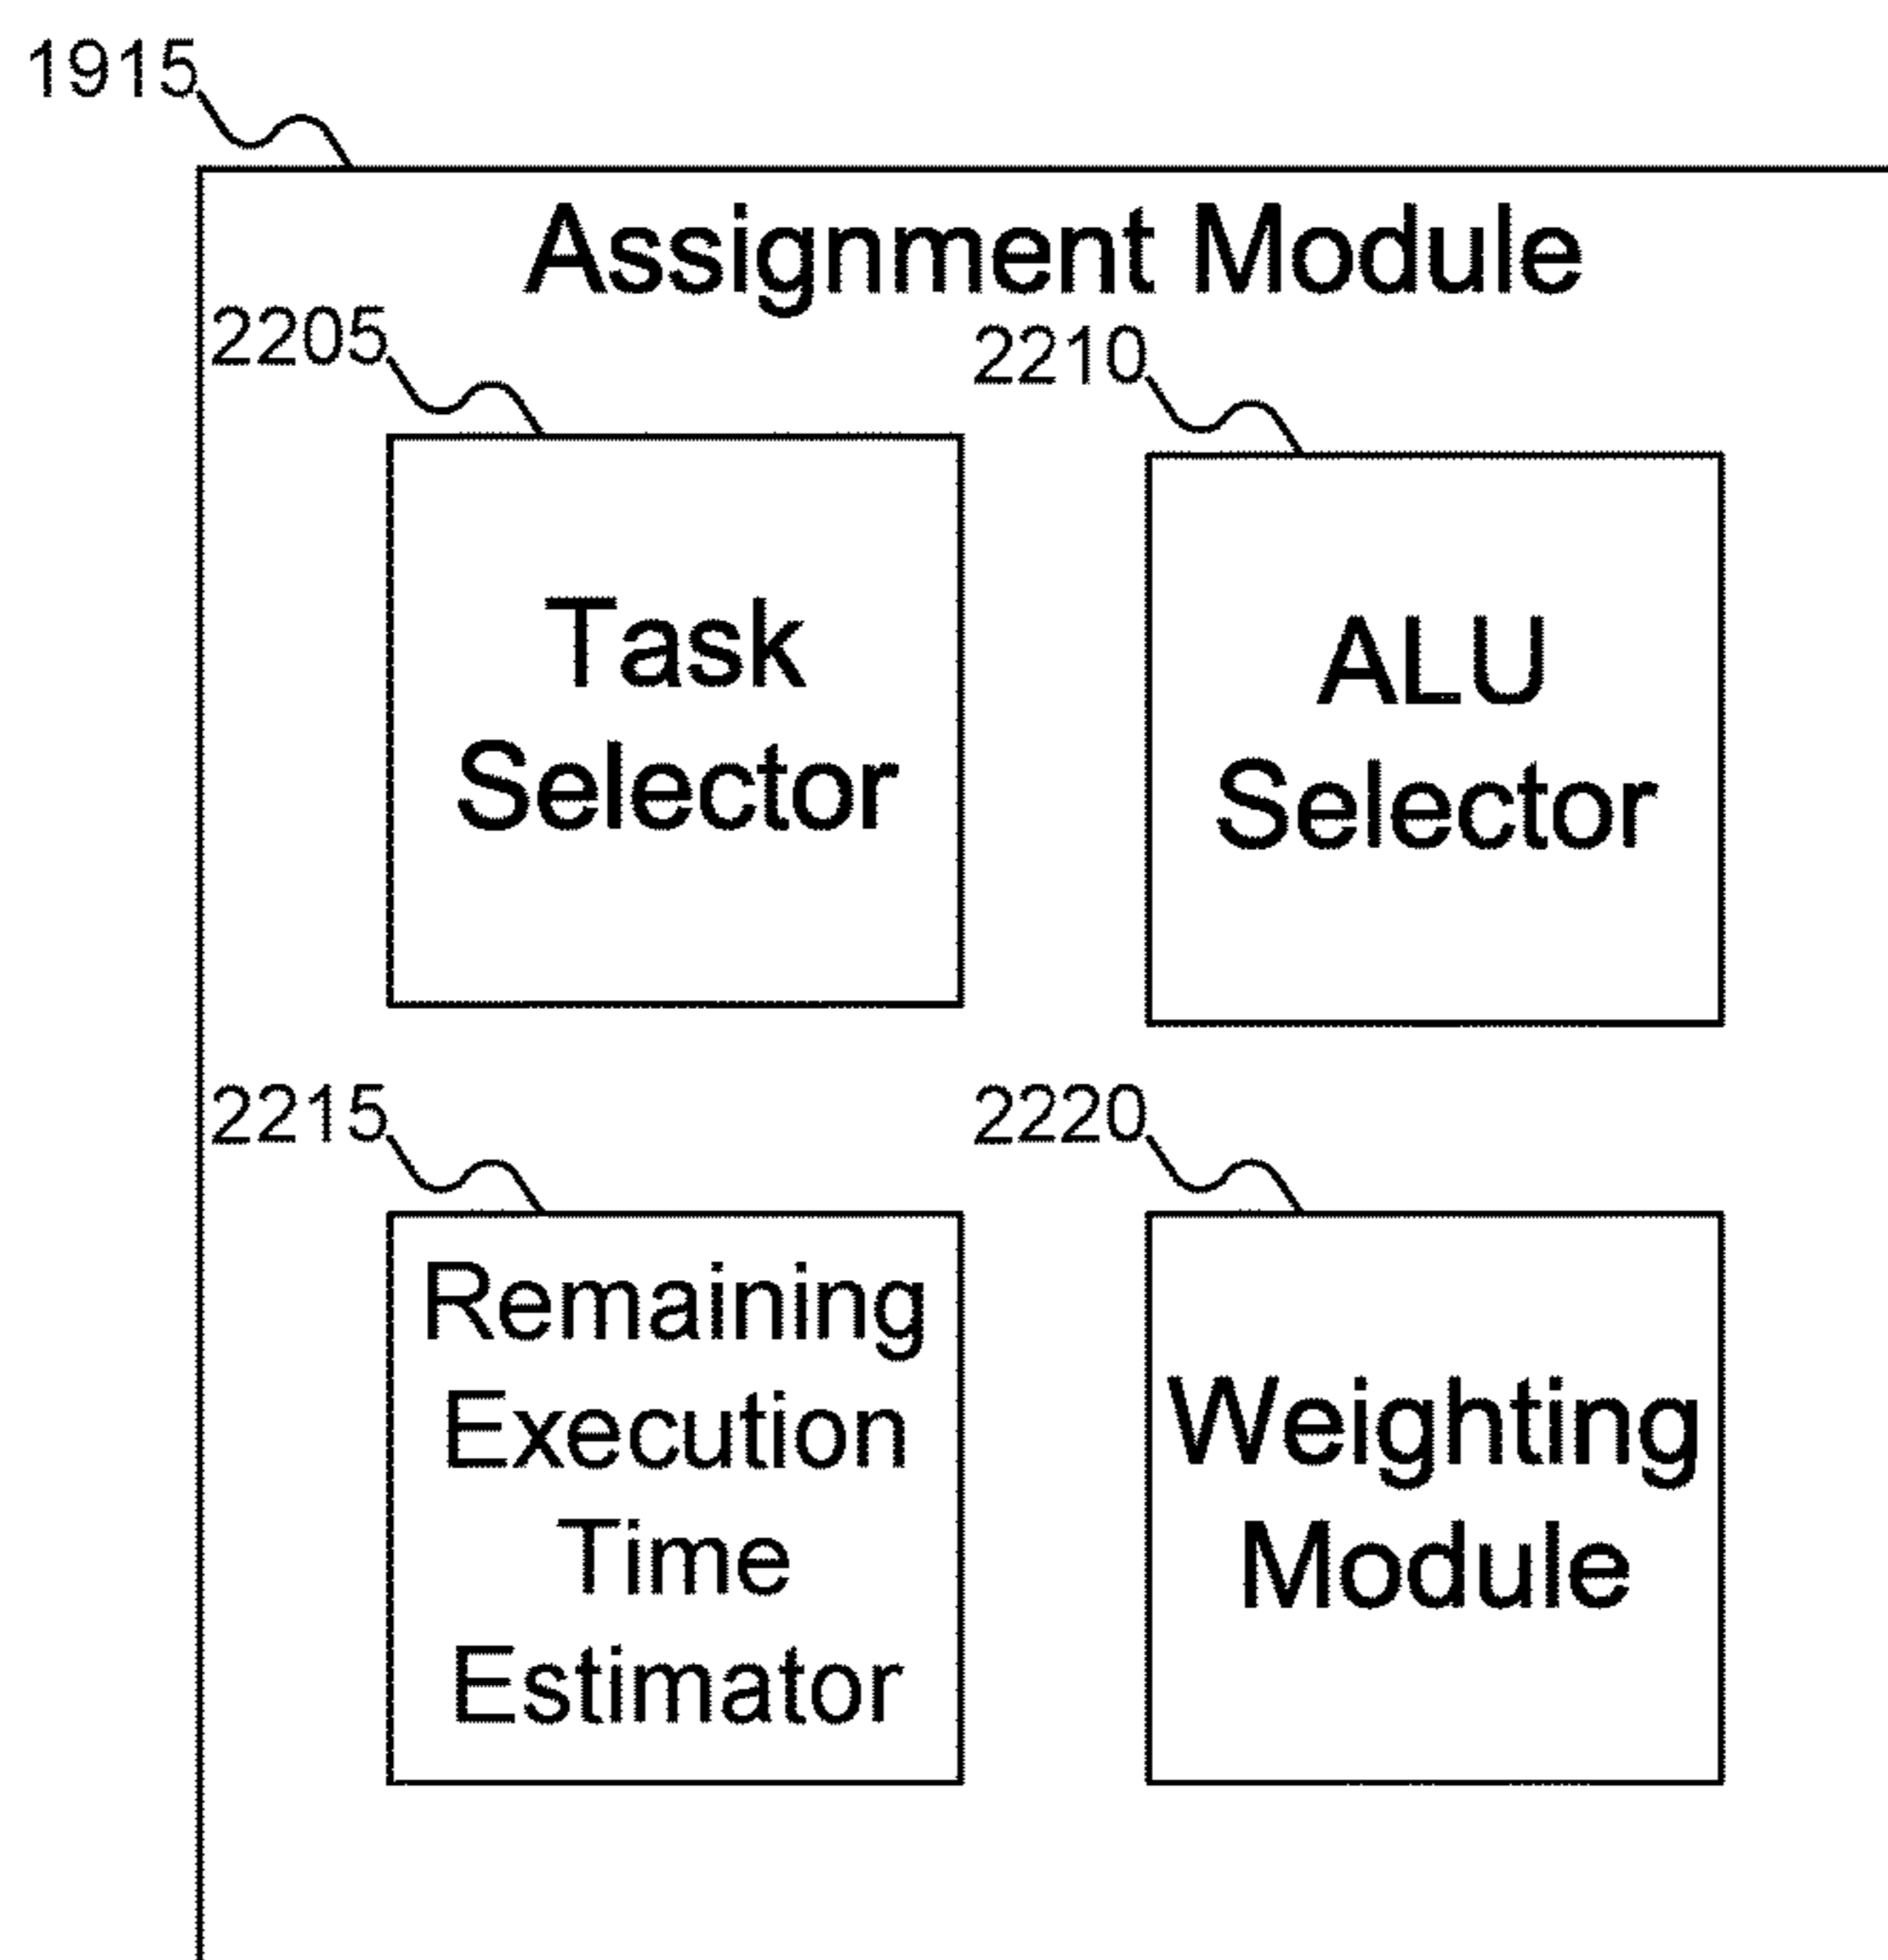 1915
Assignment Module
2205
2210
Task
Selector
ALU
Selector
2215
2220
Remaining
Execution
Time
Estimator
Weighting
Module